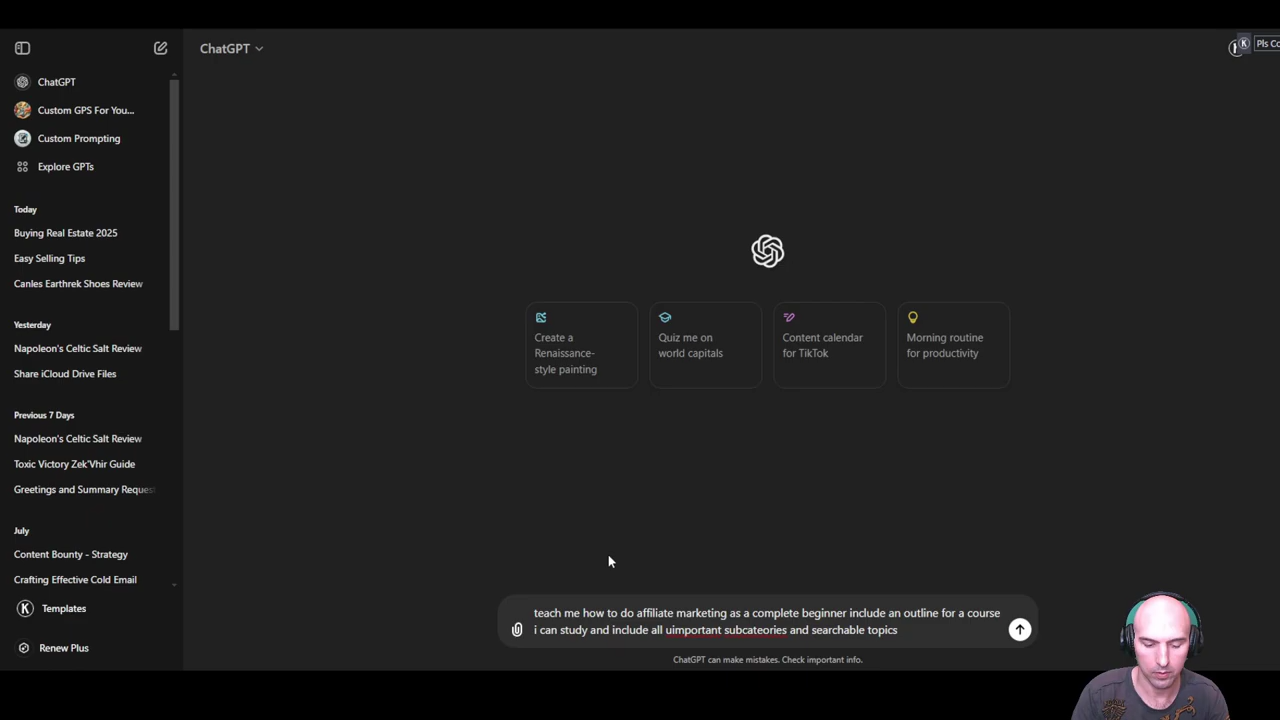 ChatGPT
Pls Co
ChatGPT
Custom GPS For You...
Custom Prompting
Explore GPTs
Today
Buying Real Estate 2025
Easy Selling Tips
Canles Earthrek Shoes Review
Yesterday
Napoleon's Celtic Salt Review
Share iCloud Drive Files
Previous 7 Days
Napoleon's Celtic Salt Review
Toxic Victory Zek'Vhir Guide
Greetings and Summary Reques
July
Content Bounty - Strategy
Crafting Effective Cold Email
K Templates
Renew Plus
Create a
Renaissance-
style painting
Quiz me on
world capitals
Content calendar
for TikTok
Morning routine
for productivity
teach me how to do affiliate marketing as a complete beginner include an outline for a course
i can study and include all uimportant subcateories and searchable topics
ChatGPT can make mistakes. Check important info.